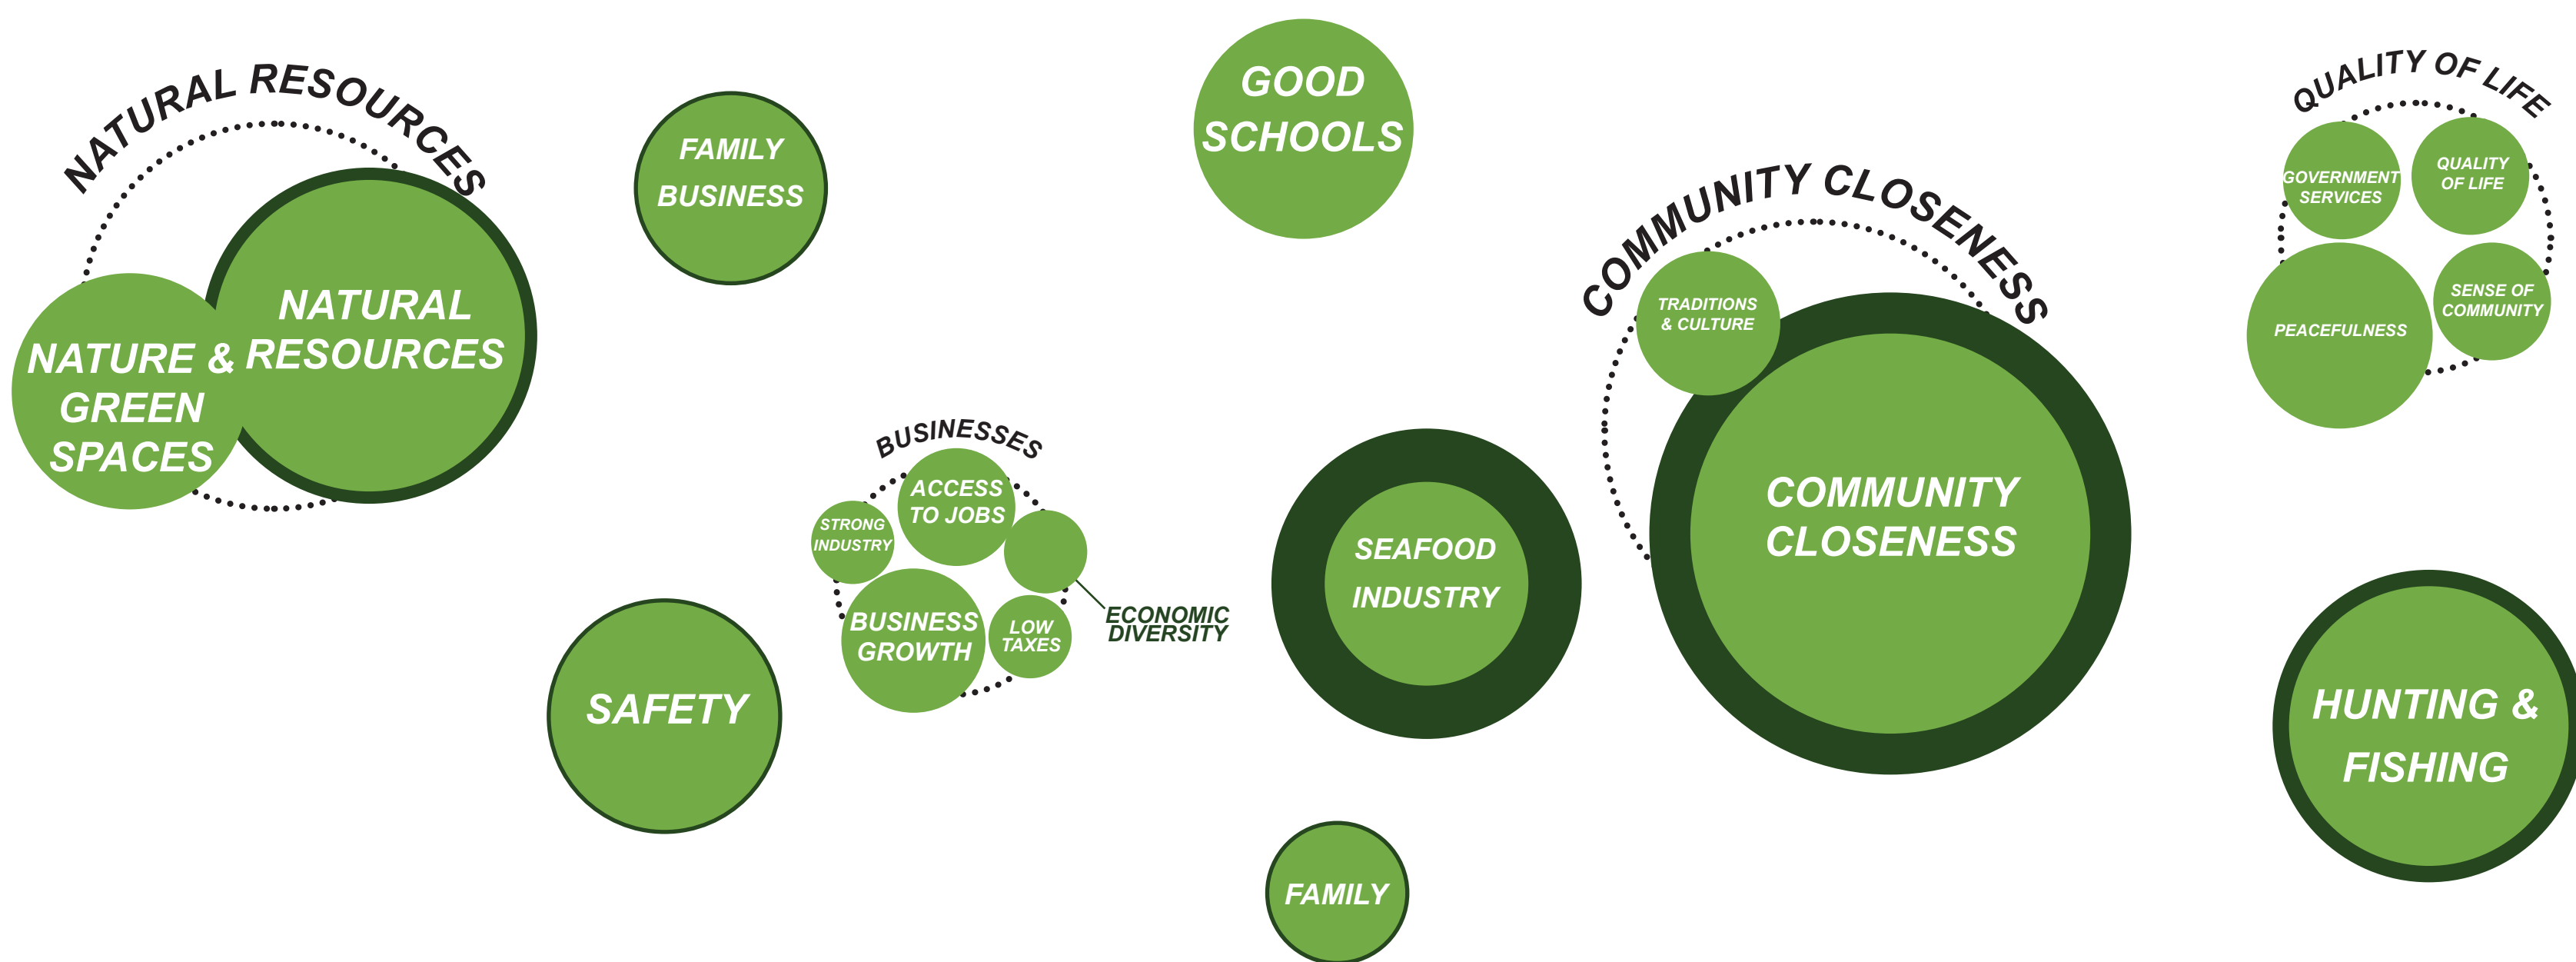 NATURAL RESOURCES
NATURAL
RESOURCES
NATURE &
GREEN
SPACES
FAMILY
BUSINESS
SAFETY
BUSINESSES
ACCESS
TO JOBS
STRONG
INDUSTRY
BUSINESS
GROWTH
LOW
TAXES
ECONOMIC
DIVERSITY
GOOD
SCHOOLS
SEAFOOD
INDUSTRY
FAMILY
COMMUNITY CLOSENESS
TRADITIONS
& CULTURE
COMMUNITY
CLOSENESS
QUALITY OF LIFE
GOVERNMENT
SERVICES
QUALITY
OF LIFE
PEACEFULNESS
SENSE OF
COMMUNITY
HUNTING &
FISHING